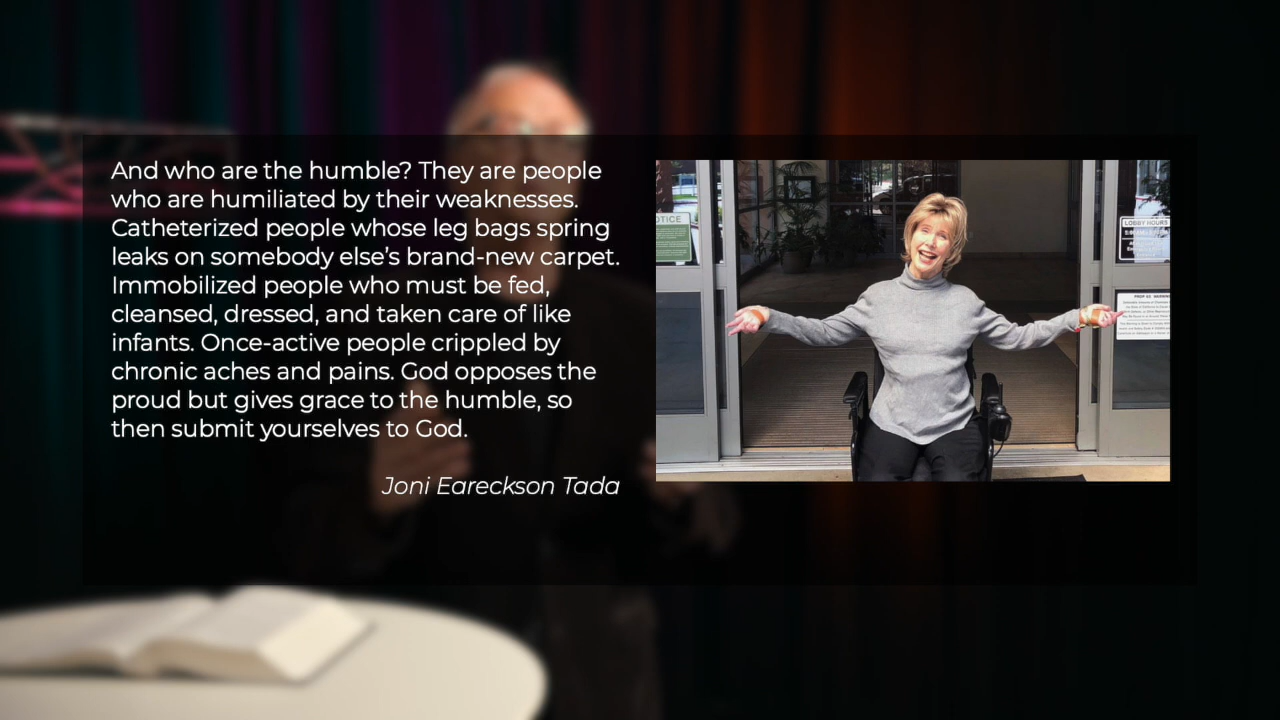 And who are the humble? They are people
who are humiliated by their weaknesses.
Catheterized people whose leg bags spring
leaks on somebody else's brand-new carpet.
Immobilized people who must be fed,
cleansed, dressed, and taken care of like
infants. Once-active people crippled by
chronic aches and pains. God opposes the
proud but gives grace to the humble, so
then submit yourselves to God.
Joni Eareckson Tada
LOBBY HOURS